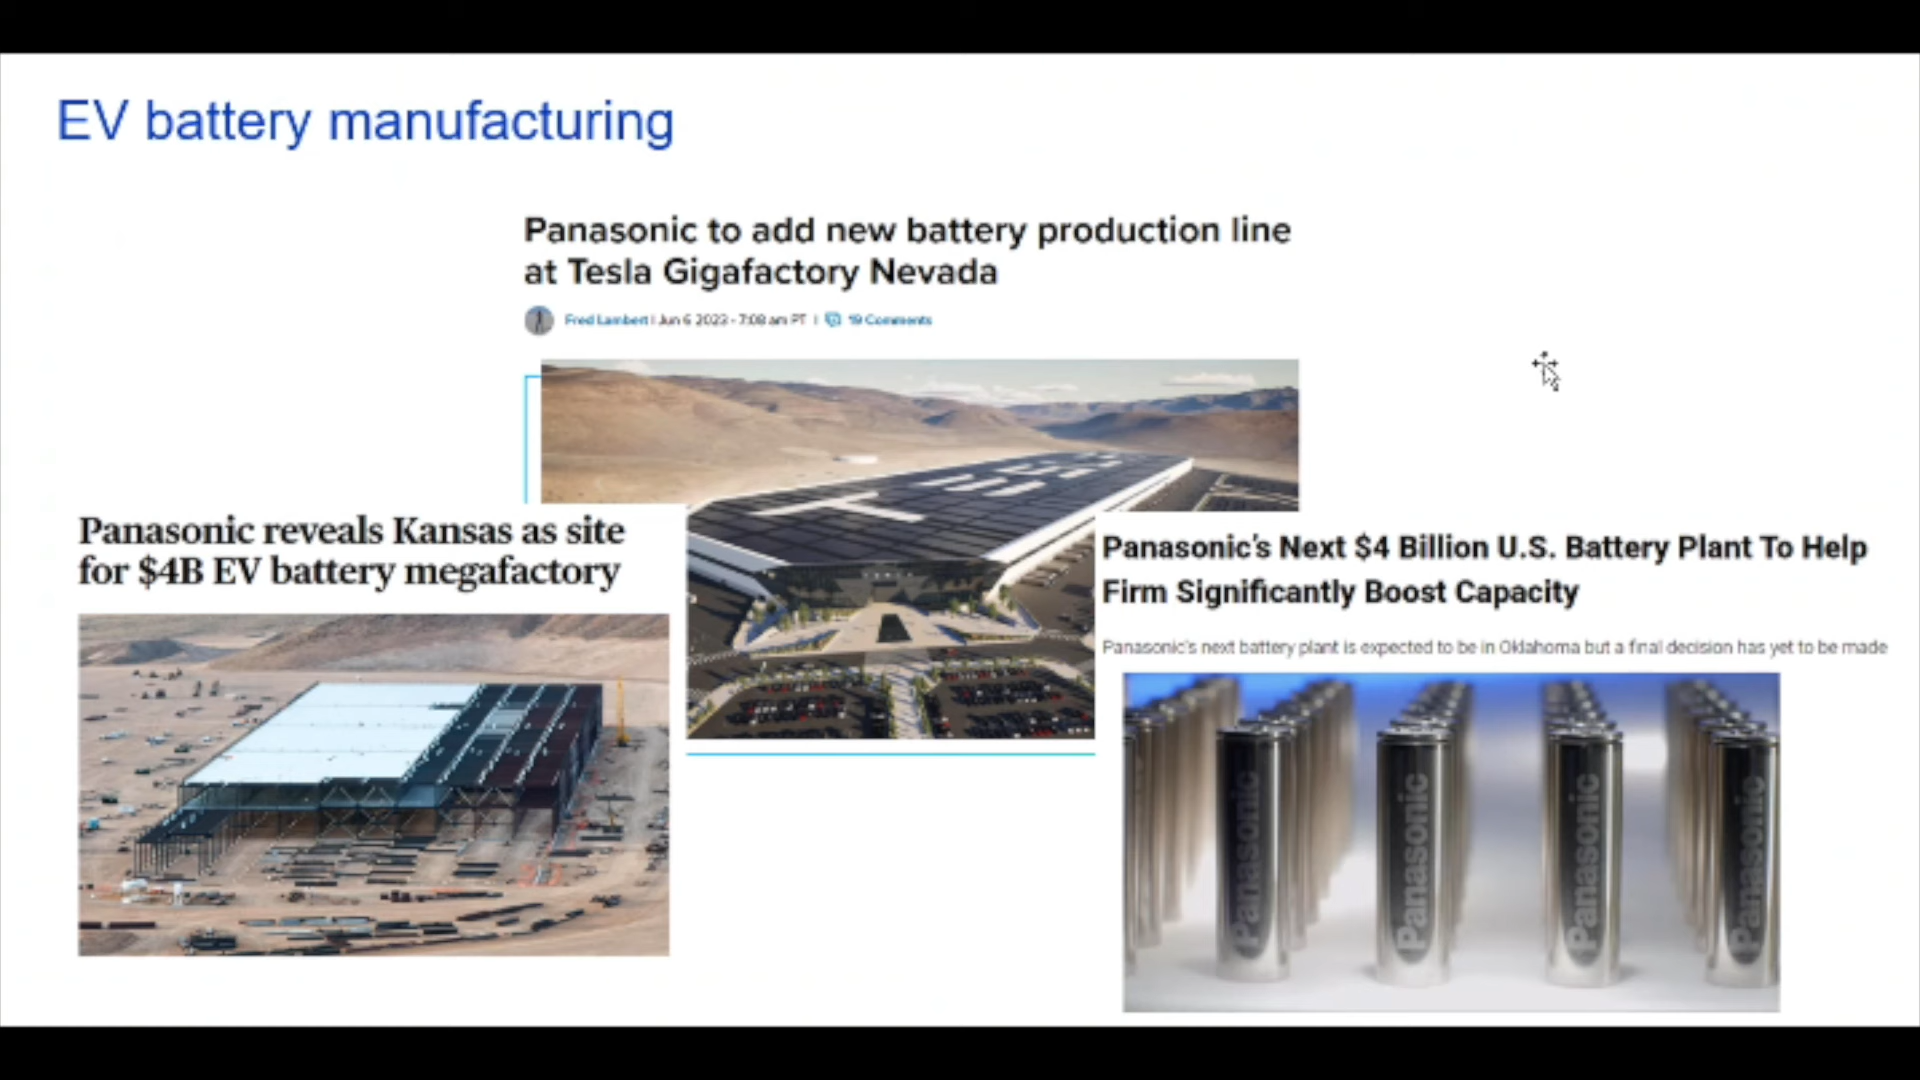 EV battery manufacturing
Panasonic to add new battery production line
at Tesla Gigafactory Nevada
Fred Lambert | Jun 6 2023 - 7:08 am PT | 19 Comments
Panasonic reveals Kansas as site
for $4B EV battery megafactory
Panasonic's Next $4 Billion U.S. Battery Plant To Help
Firm Significantly Boost Capacity
Panasonic's next battery plant is expected to be in Oklahoma but a final decision has yet to be made
Panasonic
Panasonic
Panasonic
Panasonic